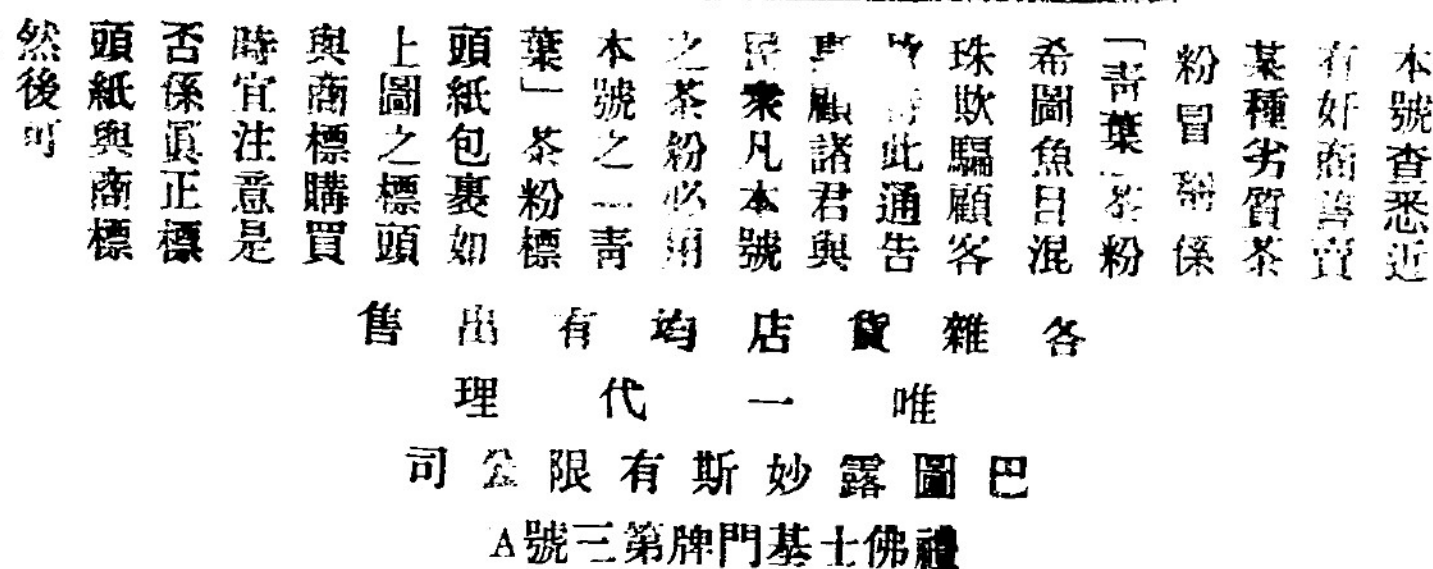 本號查悉近
有奸商售賣
某種劣質茶
粉冒認係
「青葉」茶粉
希圖魚目混
珠欺騙顧客
此通告
惠顧諸君與
民衆凡本號
之茶粉必用
本號之「青
葉」茶粉標
頭紙包裹如
上圖之標頭
與商標購買
時宜注意是
否係眞正標
頭紙與商標
然後可
各雜貨店均有出售
唯一代理
巴圖露妙斯有限公司
禮佛士基門牌第三號A